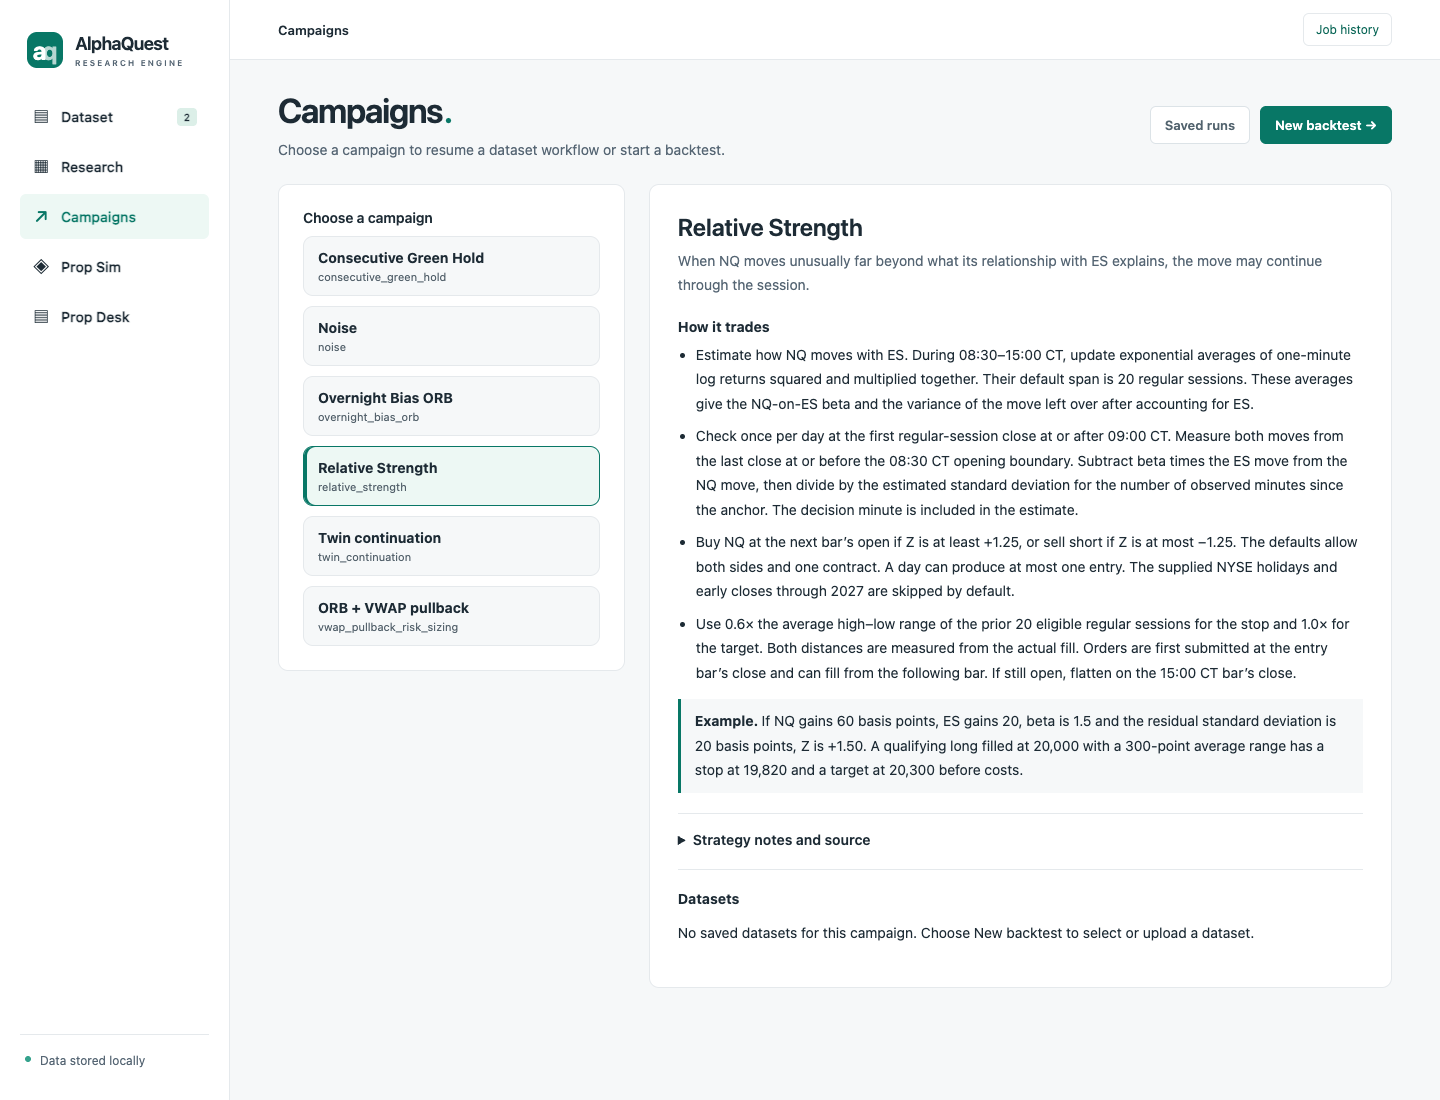 aq AlphaQuest
RESEARCH ENGINE
Dataset 2
Research
Campaigns
Prop Sim
Prop Desk
Data stored locally
Campaigns
Job history
Campaigns.
Choose a campaign to resume a dataset workflow or start a backtest.
Saved runs
New backtest →
Choose a campaign
Consecutive Green Hold
consecutive_green_hold
Noise
noise
Overnight Bias ORB
overnight_bias_orb
Relative Strength
relative_strength
Twin continuation
twin_continuation
ORB + VWAP pullback
vwap_pullback_risk_sizing
Relative Strength
When NQ moves unusually far beyond what its relationship with ES explains, the move may continue
through the session.
How it trades
• Estimate how NQ moves with ES. During 08:30–15:00 CT, update exponential averages of one-minute
log returns squared and multiplied together. Their default span is 20 regular sessions. These averages
give the NQ-on-ES beta and the variance of the move left over after accounting for ES.
• Check once per day at the first regular-session close at or after 09:00 CT. Measure both moves from
the last close at or before the 08:30 CT opening boundary. Subtract beta times the ES move from the
NQ move, then divide by the estimated standard deviation for the number of observed minutes since
the anchor. The decision minute is included in the estimate.
• Buy NQ at the next bar’s open if Z is at least +1.25, or sell short if Z is at most −1.25. The defaults allow
both sides and one contract. A day can produce at most one entry. The supplied NYSE holidays and
early closes through 2027 are skipped by default.
• Use 0.6× the average high–low range of the prior 20 eligible regular sessions for the stop and 1.0× for
the target. Both distances are measured from the actual fill. Orders are first submitted at the entry
bar’s close and can fill from the following bar. If still open, flatten on the 15:00 CT bar’s close.
Example. If NQ gains 60 basis points, ES gains 20, beta is 1.5 and the residual standard deviation is
20 basis points, Z is +1.50. A qualifying long filled at 20,000 with a 300-point average range has a
stop at 19,820 and a target at 20,300 before costs.
Strategy notes and source
Datasets
No saved datasets for this campaign. Choose New backtest to select or upload a dataset.